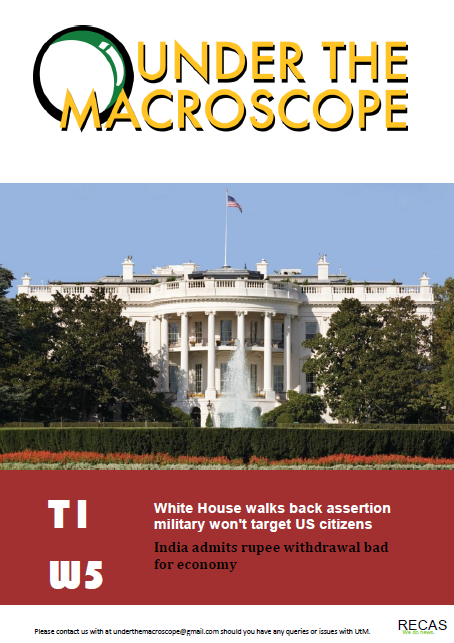 UNDER THE
MACROSCOPE
T1
W5
White House walks back assertion
military won't target US citizens
India admits rupee withdrawal bad
for economy
Please contact us with at underthemacroscope@gmail.com should you have any queries or issues with UtM.
RECAS
We do news.